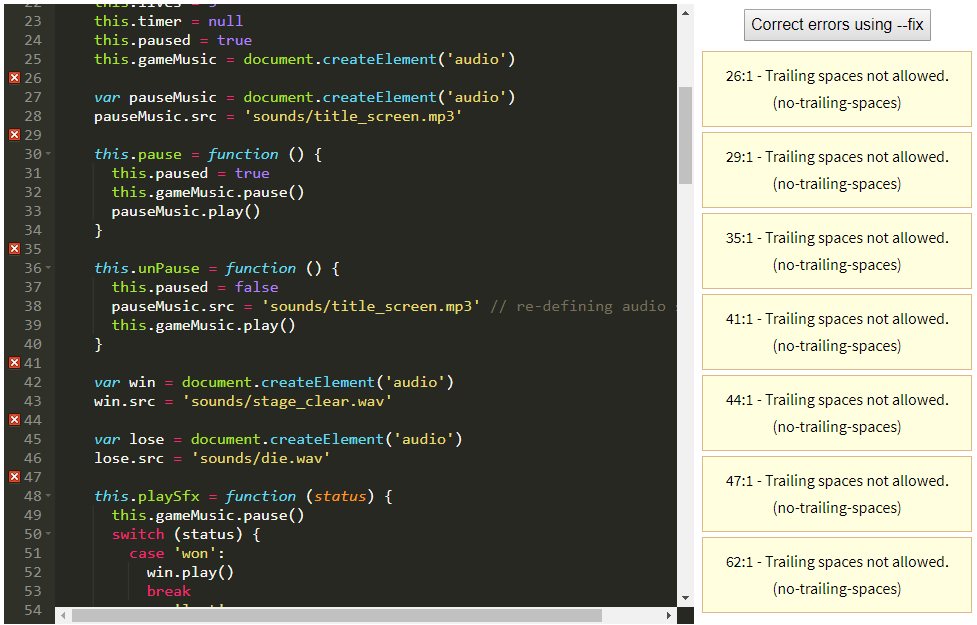 22 this.lives = 3
23 this.timer = null
24 this.paused = true
25 this.gameMusic = document.createElement('audio')
26
27 var pauseMusic = document.createElement('audio')
28 pauseMusic.src = 'sounds/title_screen.mp3'
29
30 this.pause = function () {
31 this.paused = true
32 this.gameMusic.pause()
33 pauseMusic.play()
34 }
35
36 this.unPause = function () {
37 this.paused = false
38 pauseMusic.src = 'sounds/title_screen.mp3' // re-defining audio
39 this.gameMusic.play()
40 }
41
42 var win = document.createElement('audio')
43 win.src = 'sounds/stage_clear.wav'
44
45 var lose = document.createElement('audio')
46 lose.src = 'sounds/die.wav'
47
48 this.playSfx = function (status) {
49 this.gameMusic.pause()
50 switch (status) {
51 case 'won':
52 win.play()
53 break
54
Correct errors using --fix
26:1 - Trailing spaces not allowed.
(no-trailing-spaces)
29:1 - Trailing spaces not allowed.
(no-trailing-spaces)
35:1 - Trailing spaces not allowed.
(no-trailing-spaces)
41:1 - Trailing spaces not allowed.
(no-trailing-spaces)
44:1 - Trailing spaces not allowed.
(no-trailing-spaces)
47:1 - Trailing spaces not allowed.
(no-trailing-spaces)
62:1 - Trailing spaces not allowed.
(no-trailing-spaces)